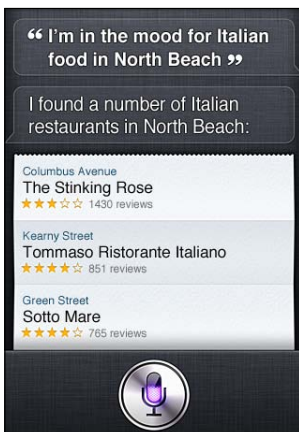 “ I’m in the mood for Italian
food in North Beach ”
I found a number of Italian
restaurants in North Beach:
Columbus Avenue
The Stinking Rose
1430 reviews
Kearny Street
Tommaso Ristorante Italiano
851 reviews
Green Street
Sotto Mare
765 reviews